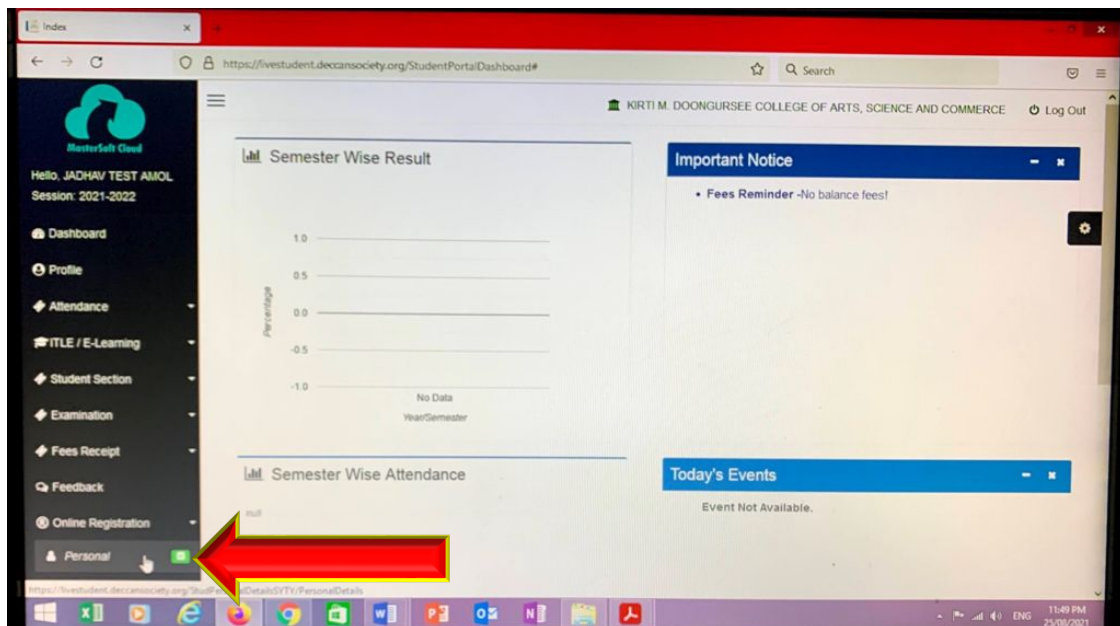 Index
https://livestudent.deccansociety.org/StudentPortalDashboard#
Search
MasterSoft Cloud
Hello, JADHAV TEST AMOL
Session: 2021-2022
Dashboard
Profile
Attendance
ITLE / E-Learning
Student Section
Examination
Fees Receipt
Feedback
Online Registration
Personal
KIRTI M. DOONGURSEE COLLEGE OF ARTS, SCIENCE AND COMMERCE
Log Out
Semester Wise Result
1.0
0.5
0.0
-0.5
-1.0
Percentage
No Data
Year/Semester
Important Notice
Fees Reminder -No balance fees!
Semester Wise Attendance
null
Today's Events
Event Not Available.
ENG
11:49 PM
25/08/2021